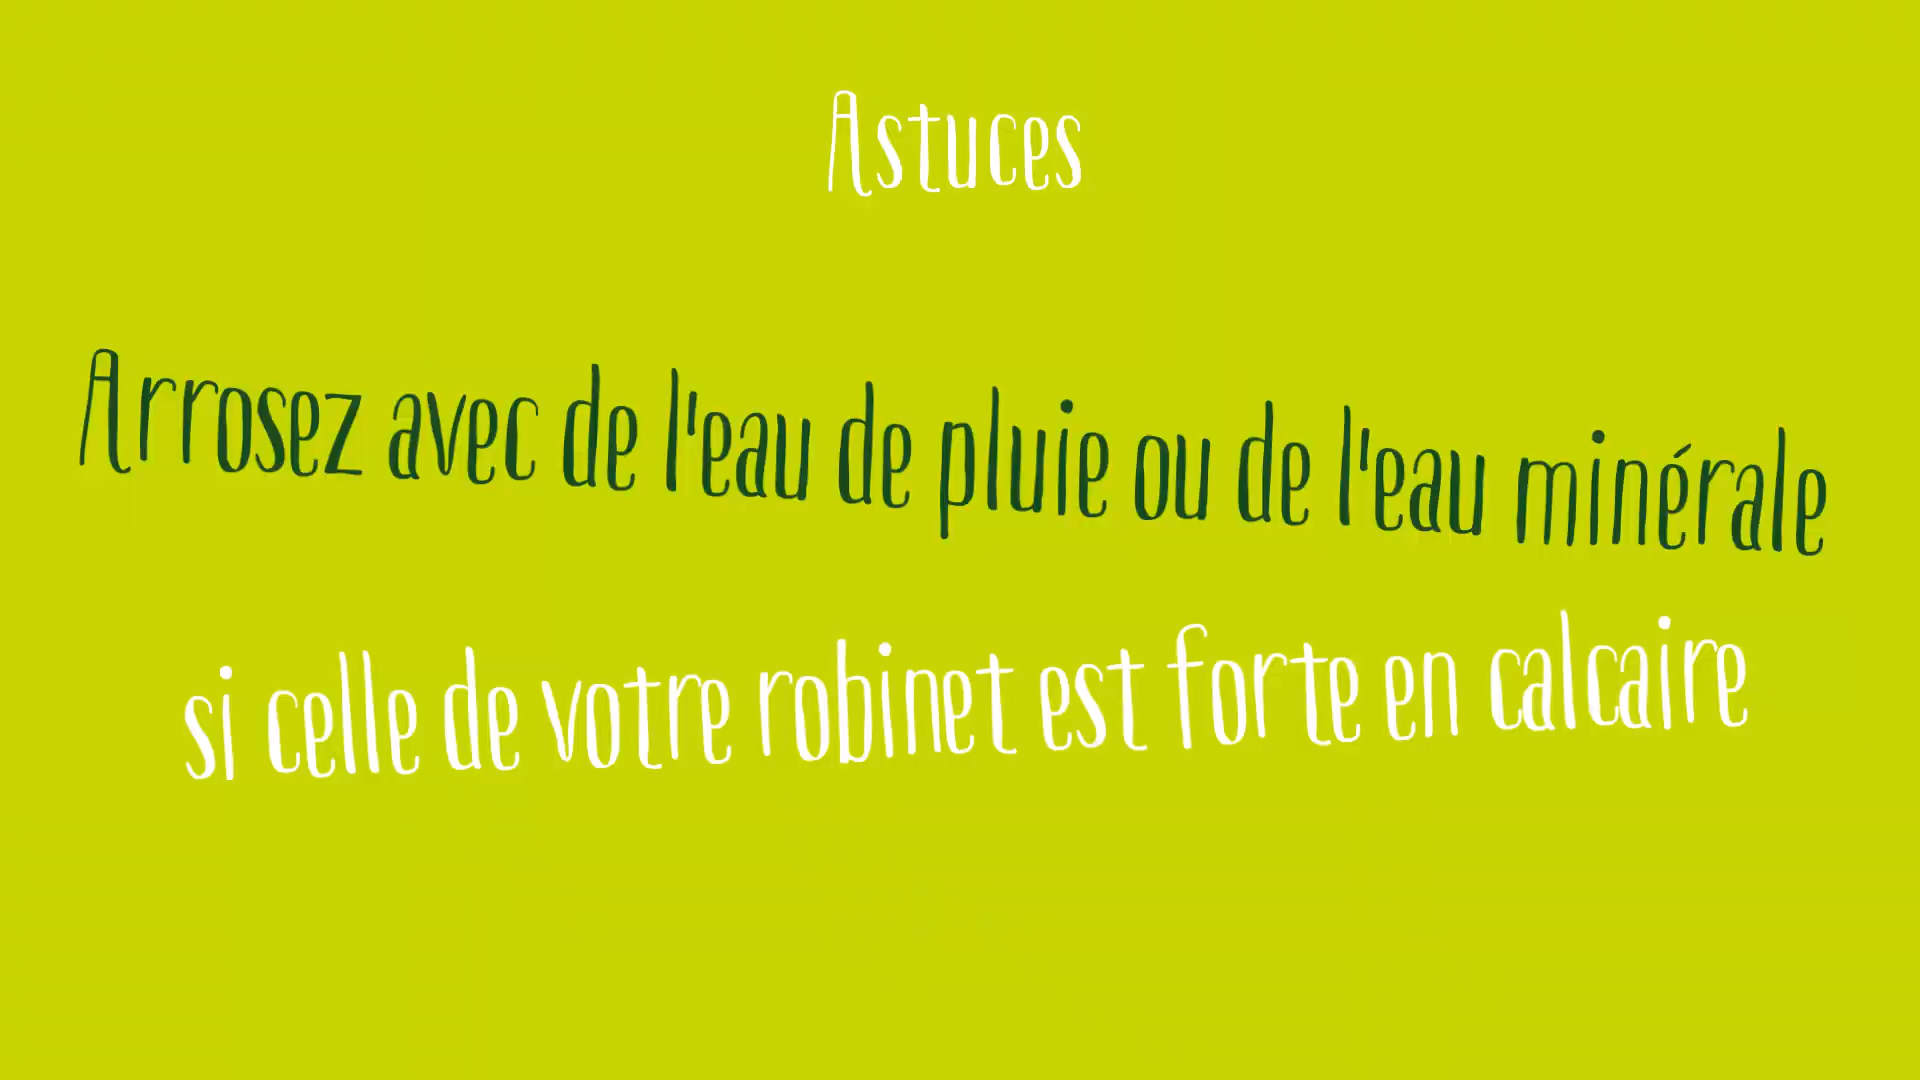 Astuces
Arrosez avec de l'eau de pluie ou de l'eau minérale
si celle de votre robinet est forte en calcaire